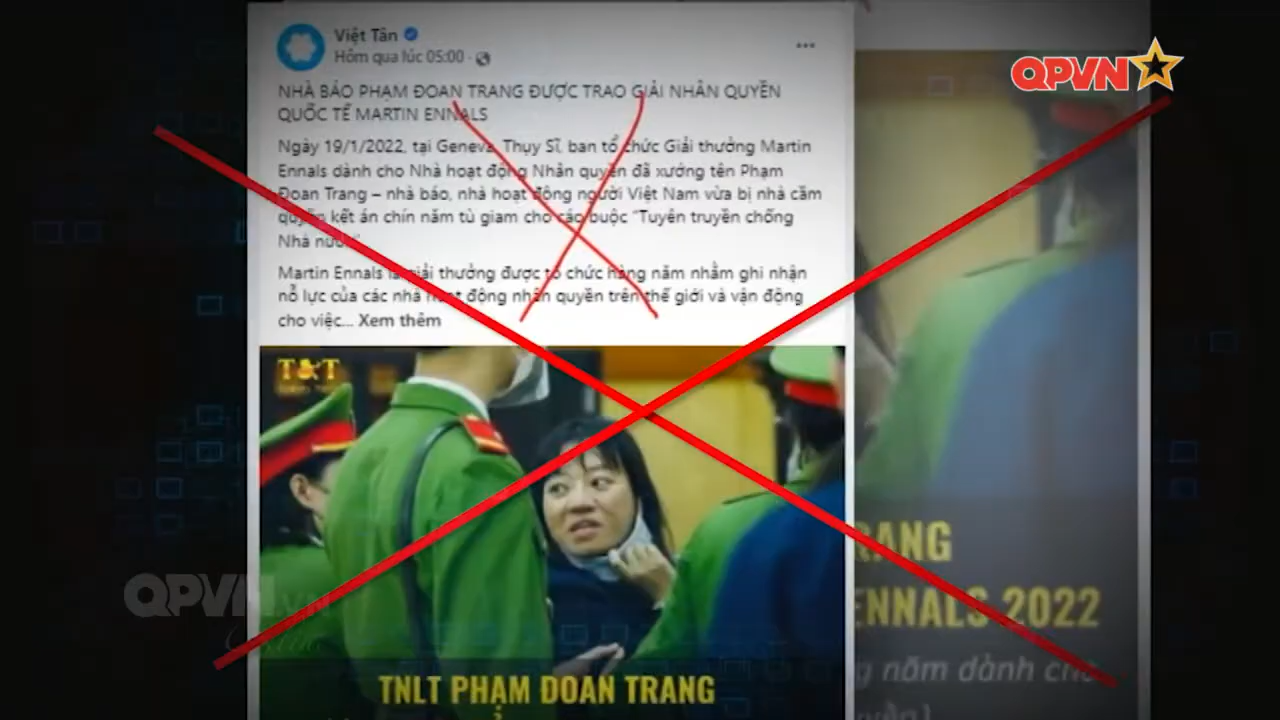 Việt Tân
Hôm qua lúc 05:00
QPVN
NHÀ BÁO PHẠM ĐOAN TRANG ĐƯỢC TRAO GIẢI NHÂN QUYỀN
QUỐC TẾ MARTIN ENNALS
Ngày 19/1/2022, tại Geneva, Thụy Sĩ, ban tổ chức Giải thưởng Martin
Ennals dành cho Nhà hoạt động Nhân quyền đã xướng tên Phạm
Đoan Trang – nhà báo, nhà hoạt động người Việt Nam vừa bị nhà cầm
quyền kết án chín năm tù giam cho cáo buộc “Tuyên truyền chống
Nhà nước”
Martin Ennals là giải thưởng được tổ chức hàng năm nhằm ghi nhận
nỗ lực của các nhà hoạt động nhân quyền trên thế giới và vận động
cho việc... Xem thêm
T&T
RANG
ENNALS 2022
g năm dành cho
QPVN.vn
TNLT PHẠM ĐOAN TRANG